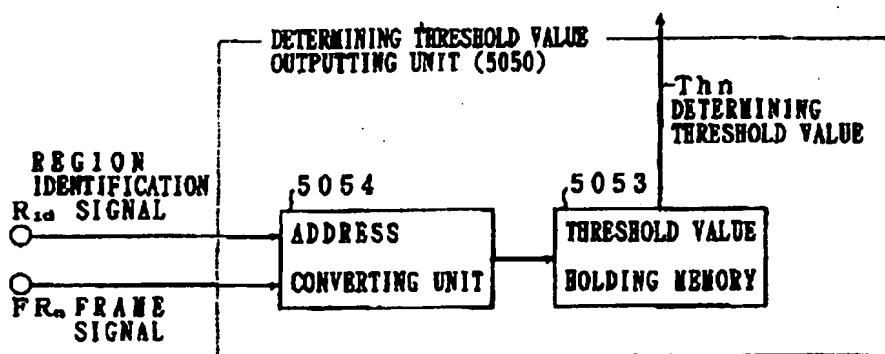 DETERMINING THRESHOLD VALUE
OUTPUTTING UNIT (5050)
Thn
DETERMINING
THRESHOLD VALUE
REGION
IDENTIFICATION
Rid SIGNAL
5054
5053
ADDRESS
CONVERTING UNIT
THRESHOLD VALUE
HOLDING MEMORY
FRn FRAME
SIGNAL